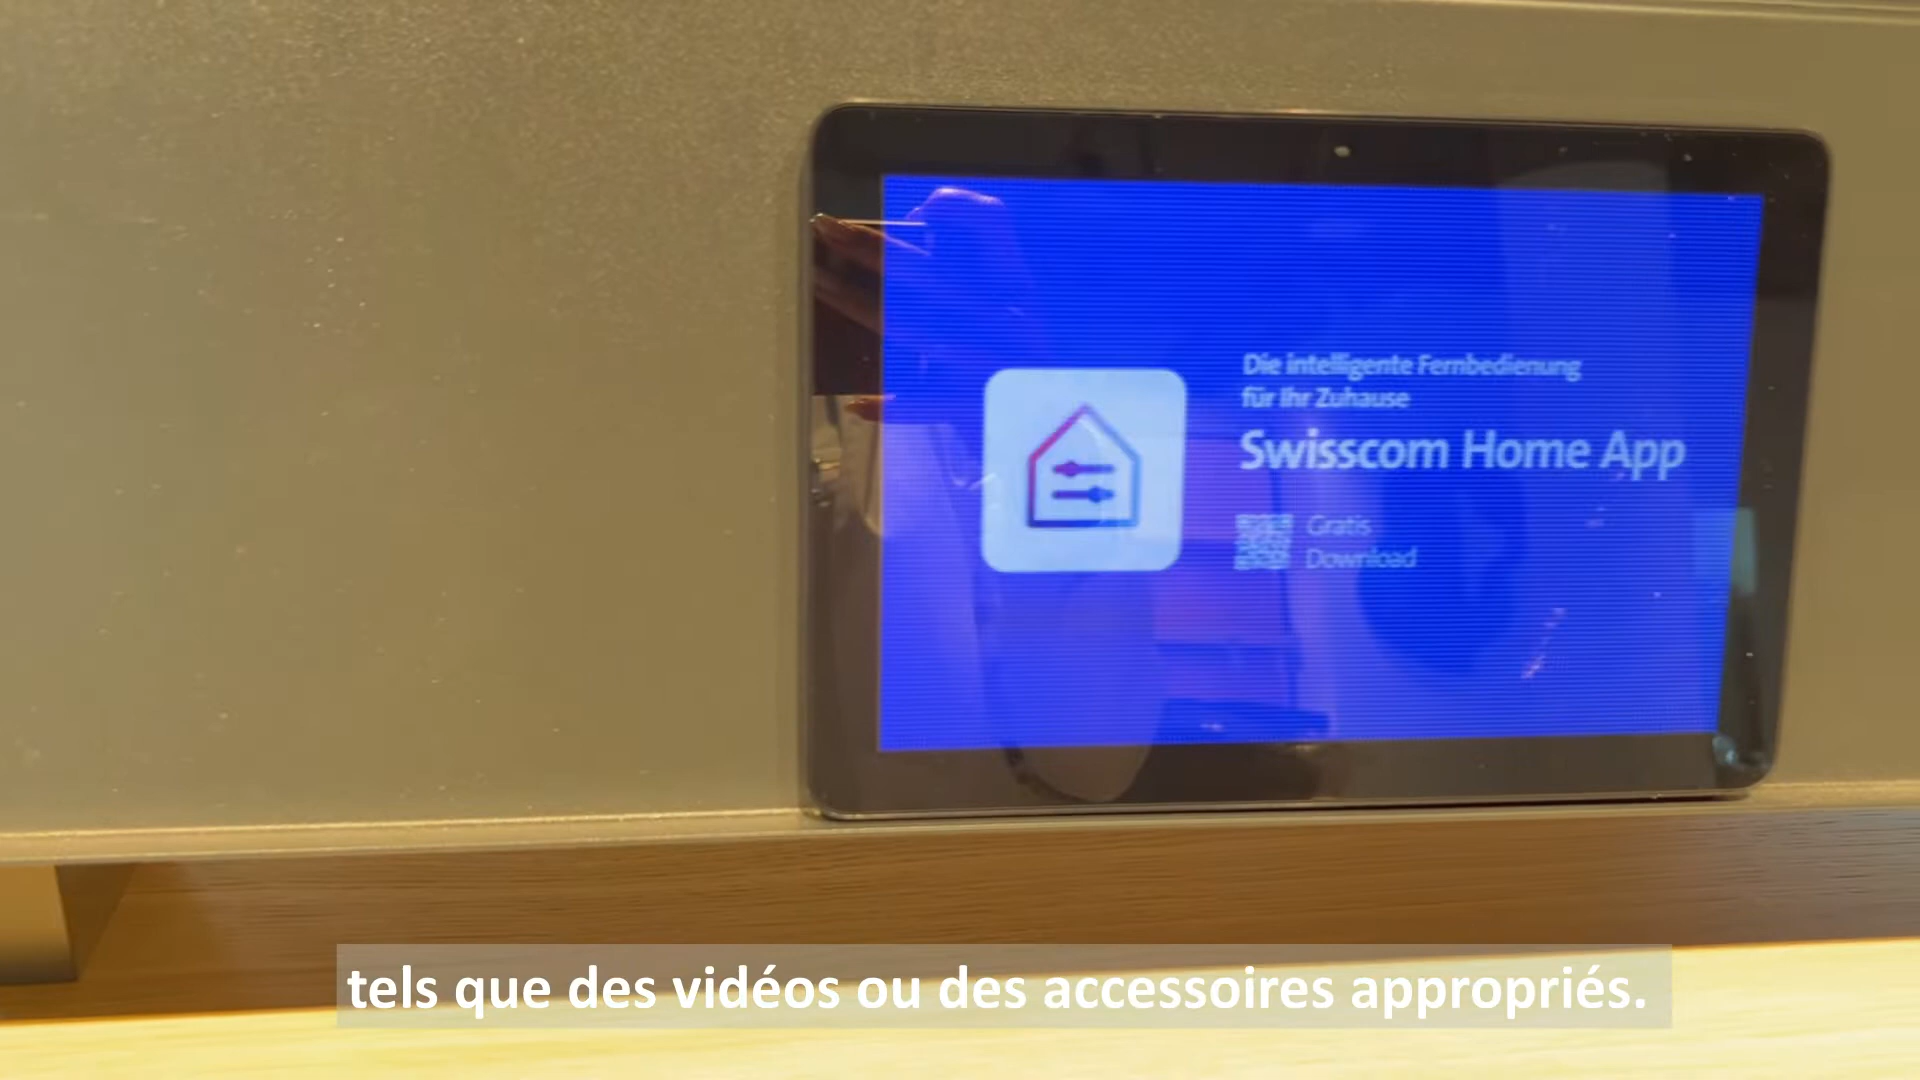 Die intelligente Fernbedienung
für Ihr Zuhause
Swisscom Home App
Gratis
Download
tels que des vidéos ou des accessoires appropriés.